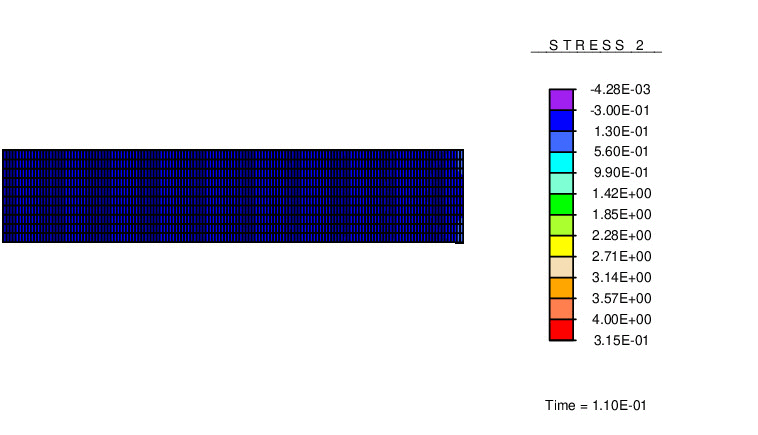 STRESS 2
-4.28E-03
-3.00E-01
1.30E-01
5.60E-01
9.90E-01
1.42E+00
1.85E+00
2.28E+00
2.71E+00
3.14E+00
3.57E+00
4.00E+00
3.15E-01
Time = 1.10E-01